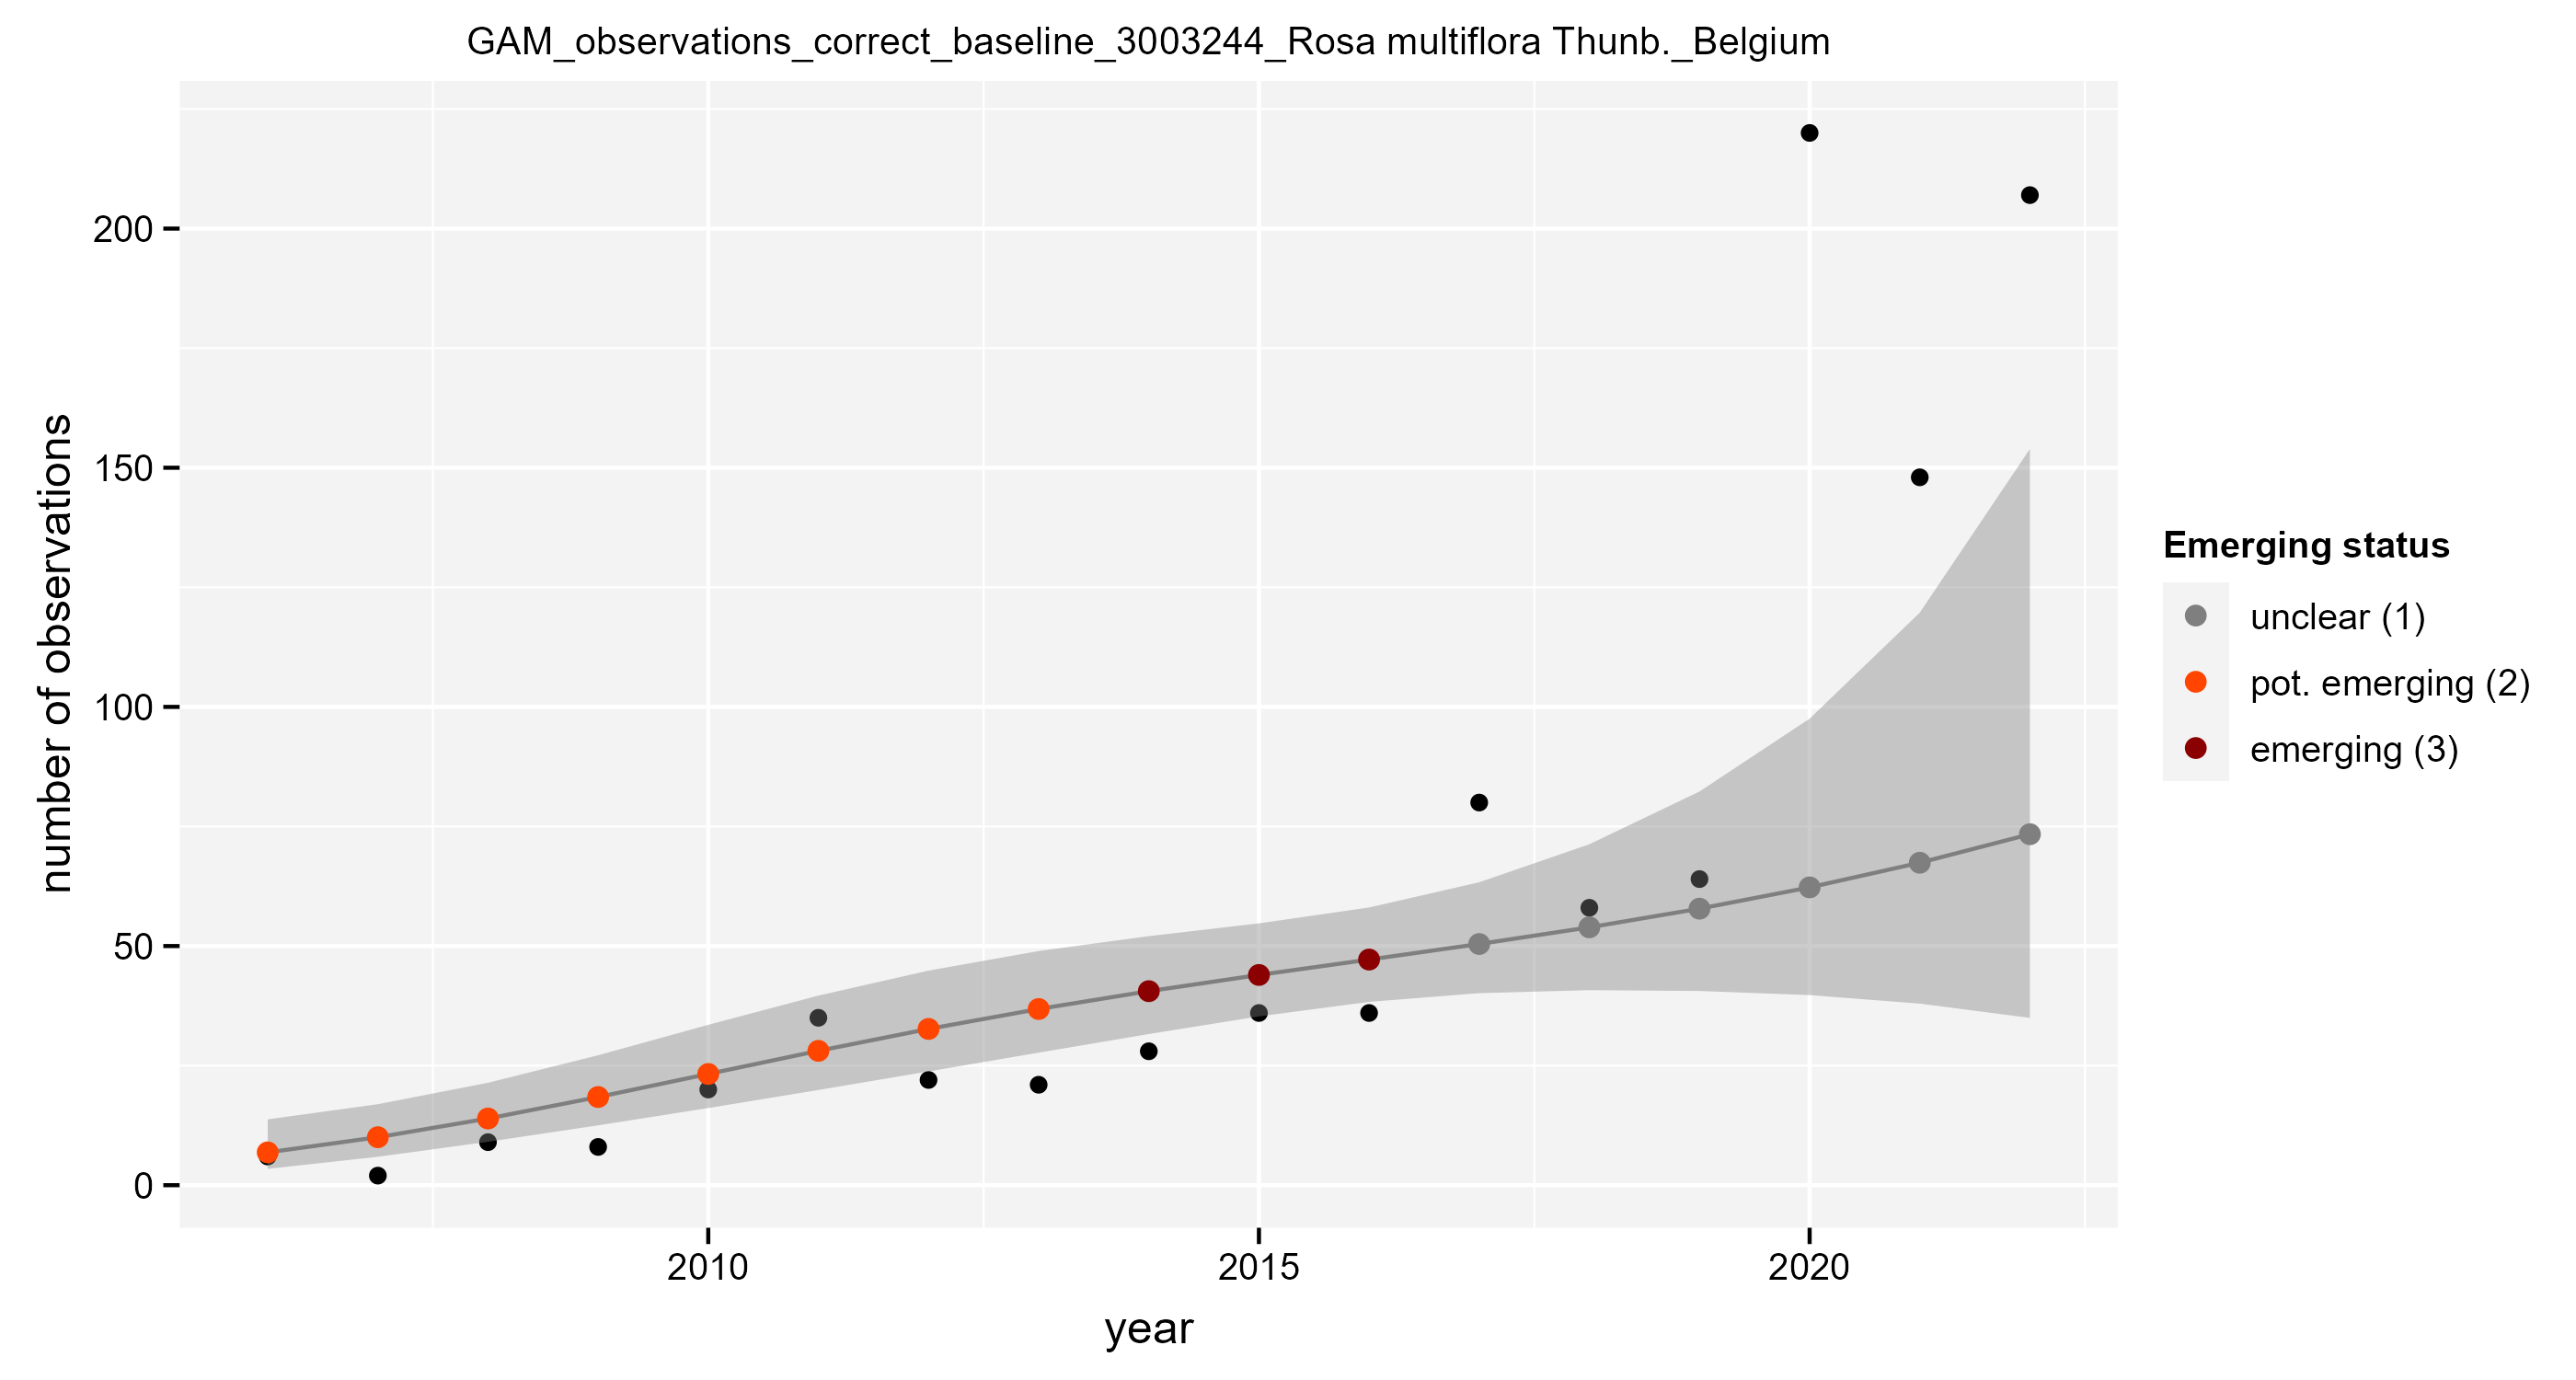 GAM_observations_correct_baseline_3003244_Rosa multiflora Thunb._Belgium
number of observations
200
150
100
50
0
2010
2015
2020
year
Emerging status
unclear (1)
pot. emerging (2)
emerging (3)